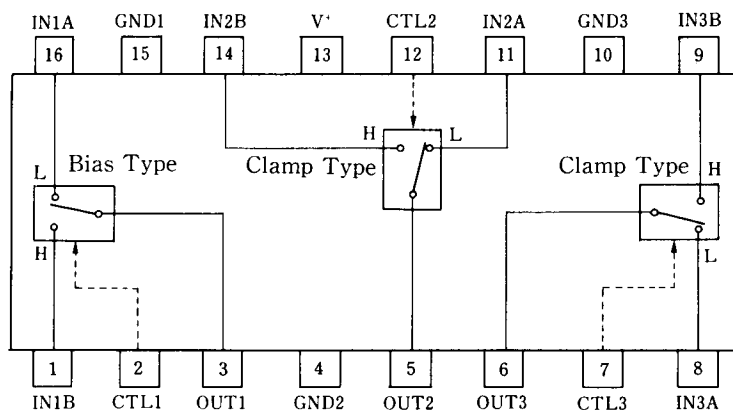 IN1A GND1 IN2B V+ CTL2 IN2A GND3 IN3B
16 15 14 13 12 11 10 9
H L
L Bias Type Clamp Type Clamp Type H
H L
1 2 3 4 5 6 7 8
IN1B CTL1 OUT1 GND2 OUT2 OUT3 CTL3 IN3A